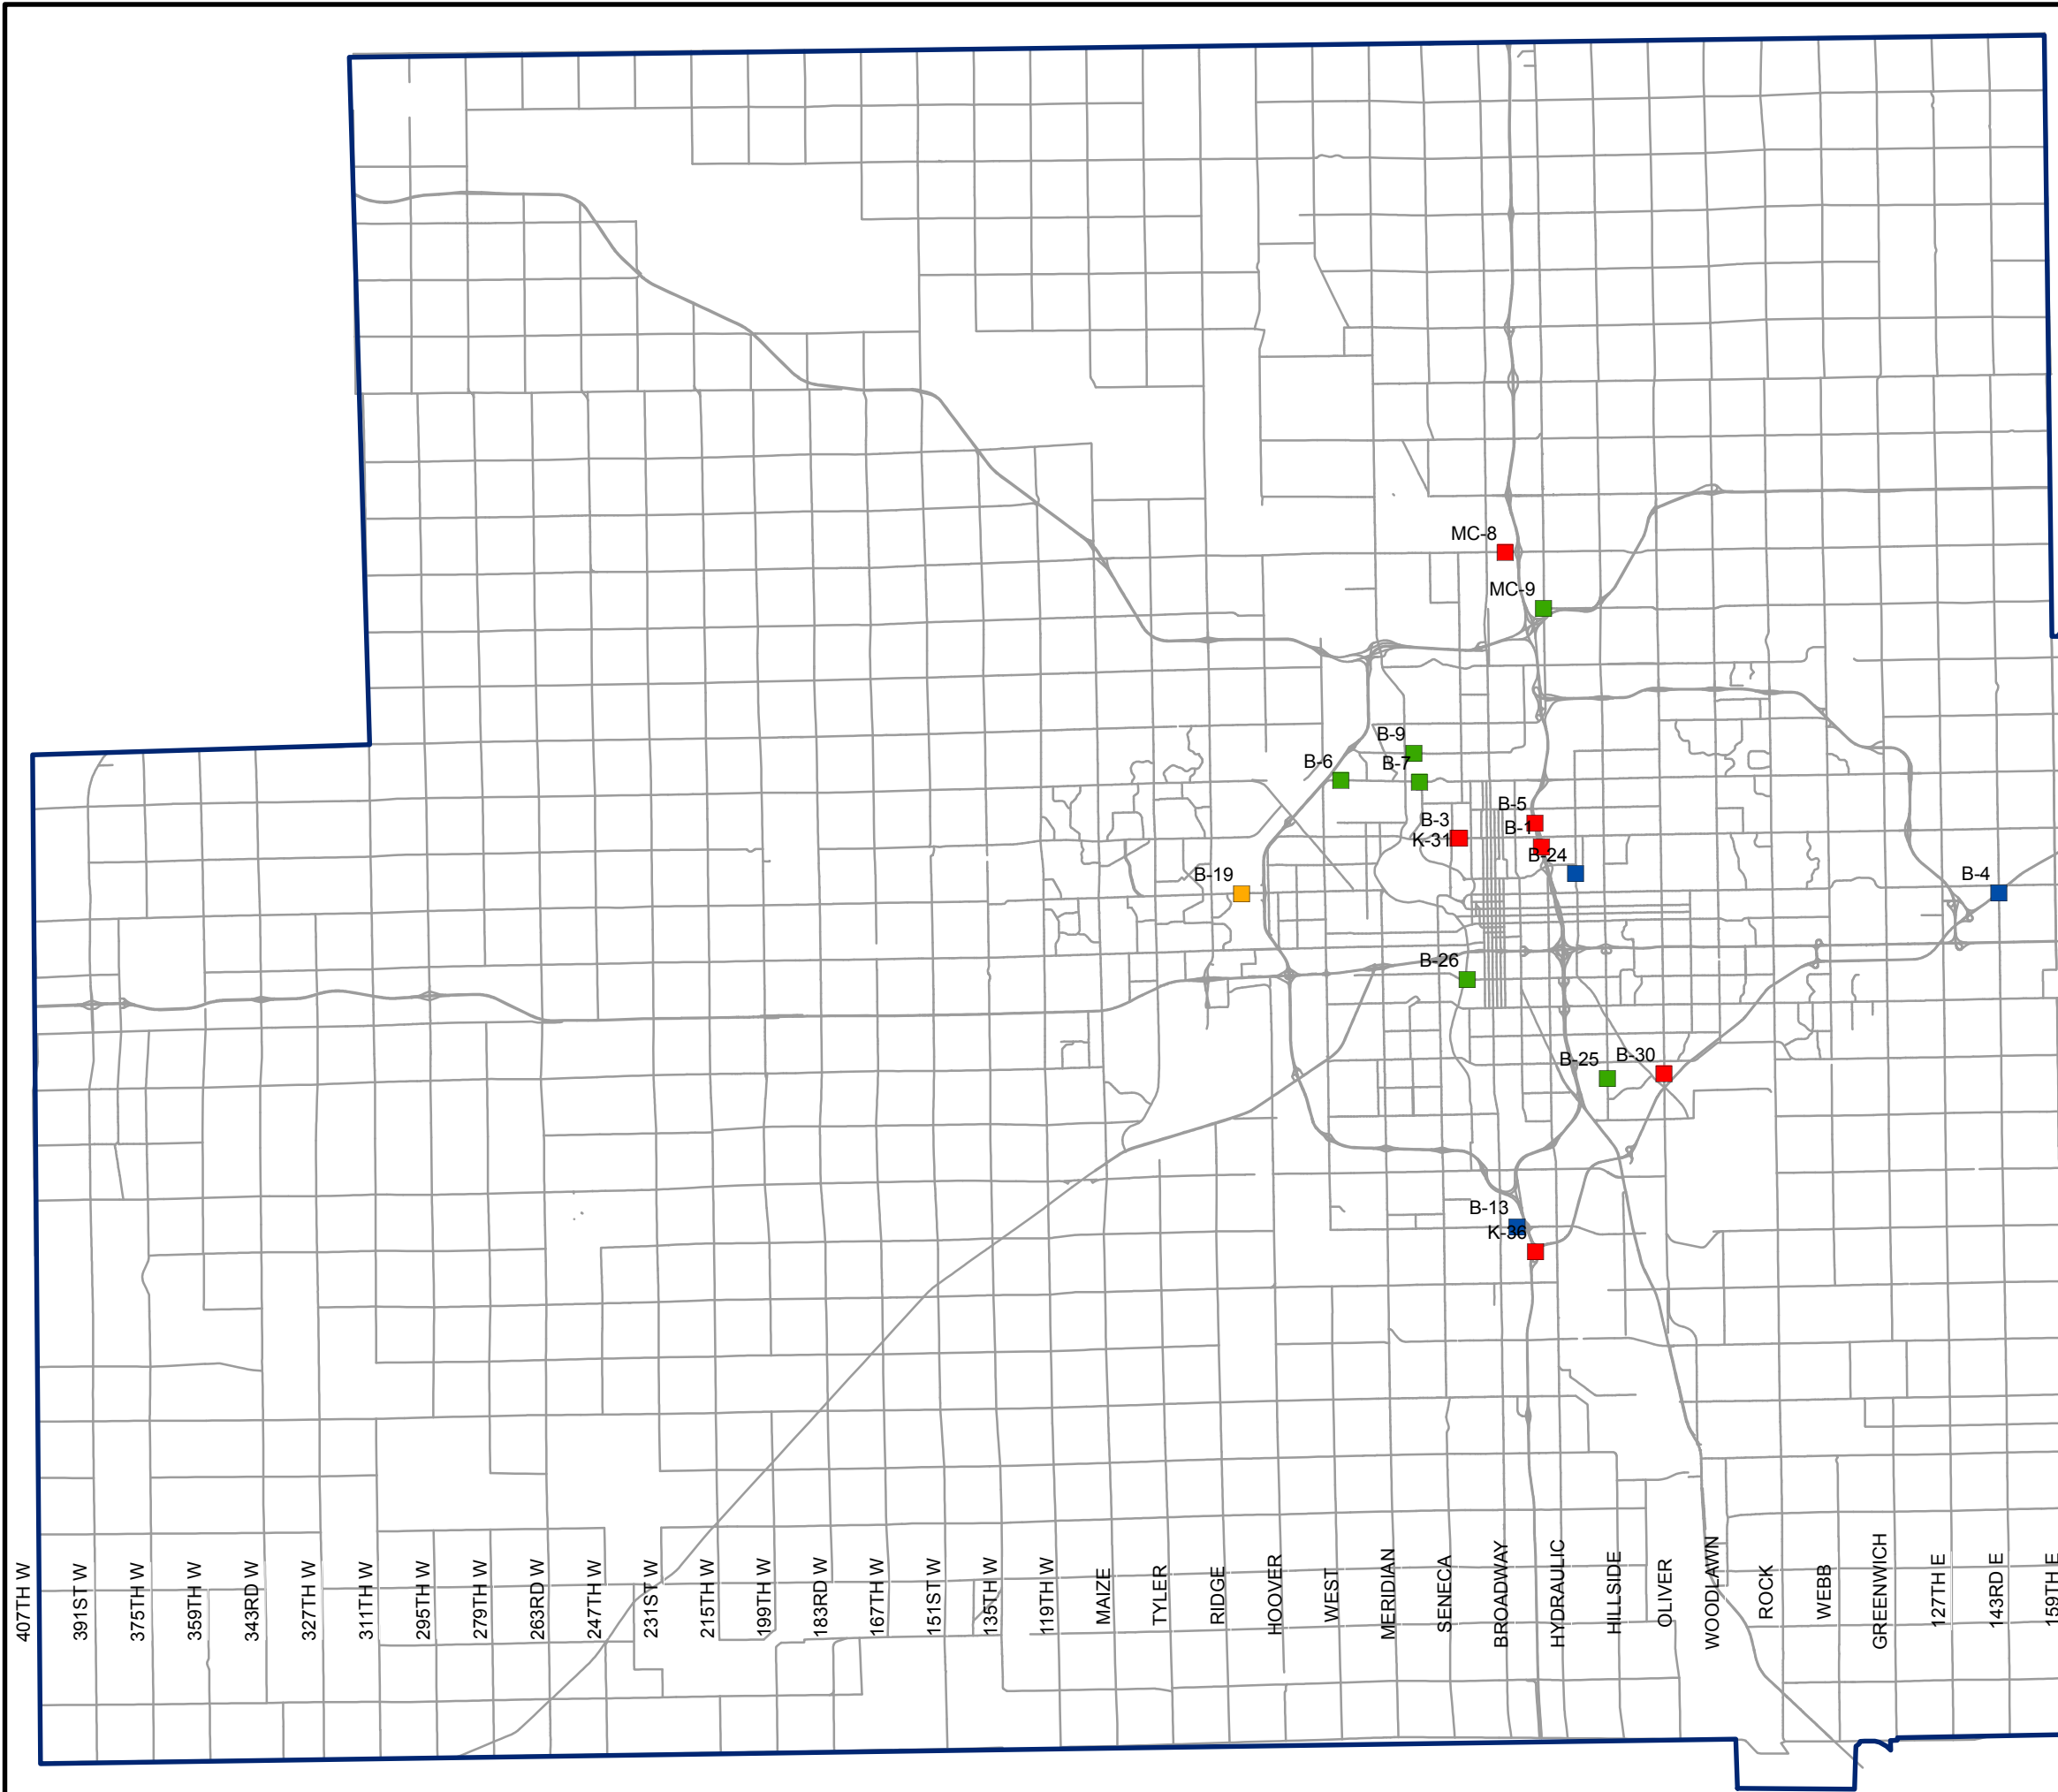 MC-8
MC-9
B-9
B-6
B-7
B-5
B-3
B-1
K-31
B-24
B-19
B-4
B-26
B-25
B-30
B-13
K-36
407TH W
391ST W
375TH W
359TH W
343RD W
327TH W
311TH W
295TH W
279TH W
263RD W
247TH W
231ST W
215TH W
199TH W
183RD W
167TH W
151ST W
135TH W
119TH W
MAIZE
TYLER
RIDGE
HOOVER
WEST
MERIDIAN
SENECA
BROADWAY
HYDRAULIC
HILLSIDE
OLIVER
WOODLAWN
ROCK
WEBB
GREENWICH
127TH E
143RD E
159TH E